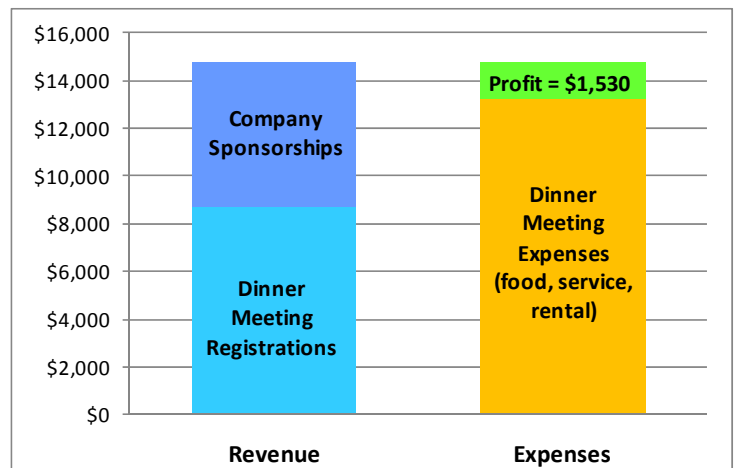 $16,000
$14,000
$12,000
$10,000
$8,000
$6,000
$4,000
$2,000
$0
Company
Sponsorships
Dinner
Meeting
Registrations
Profit = $1,530
Dinner
Meeting
Expenses
(food, service,
rental)
Revenue
Expenses